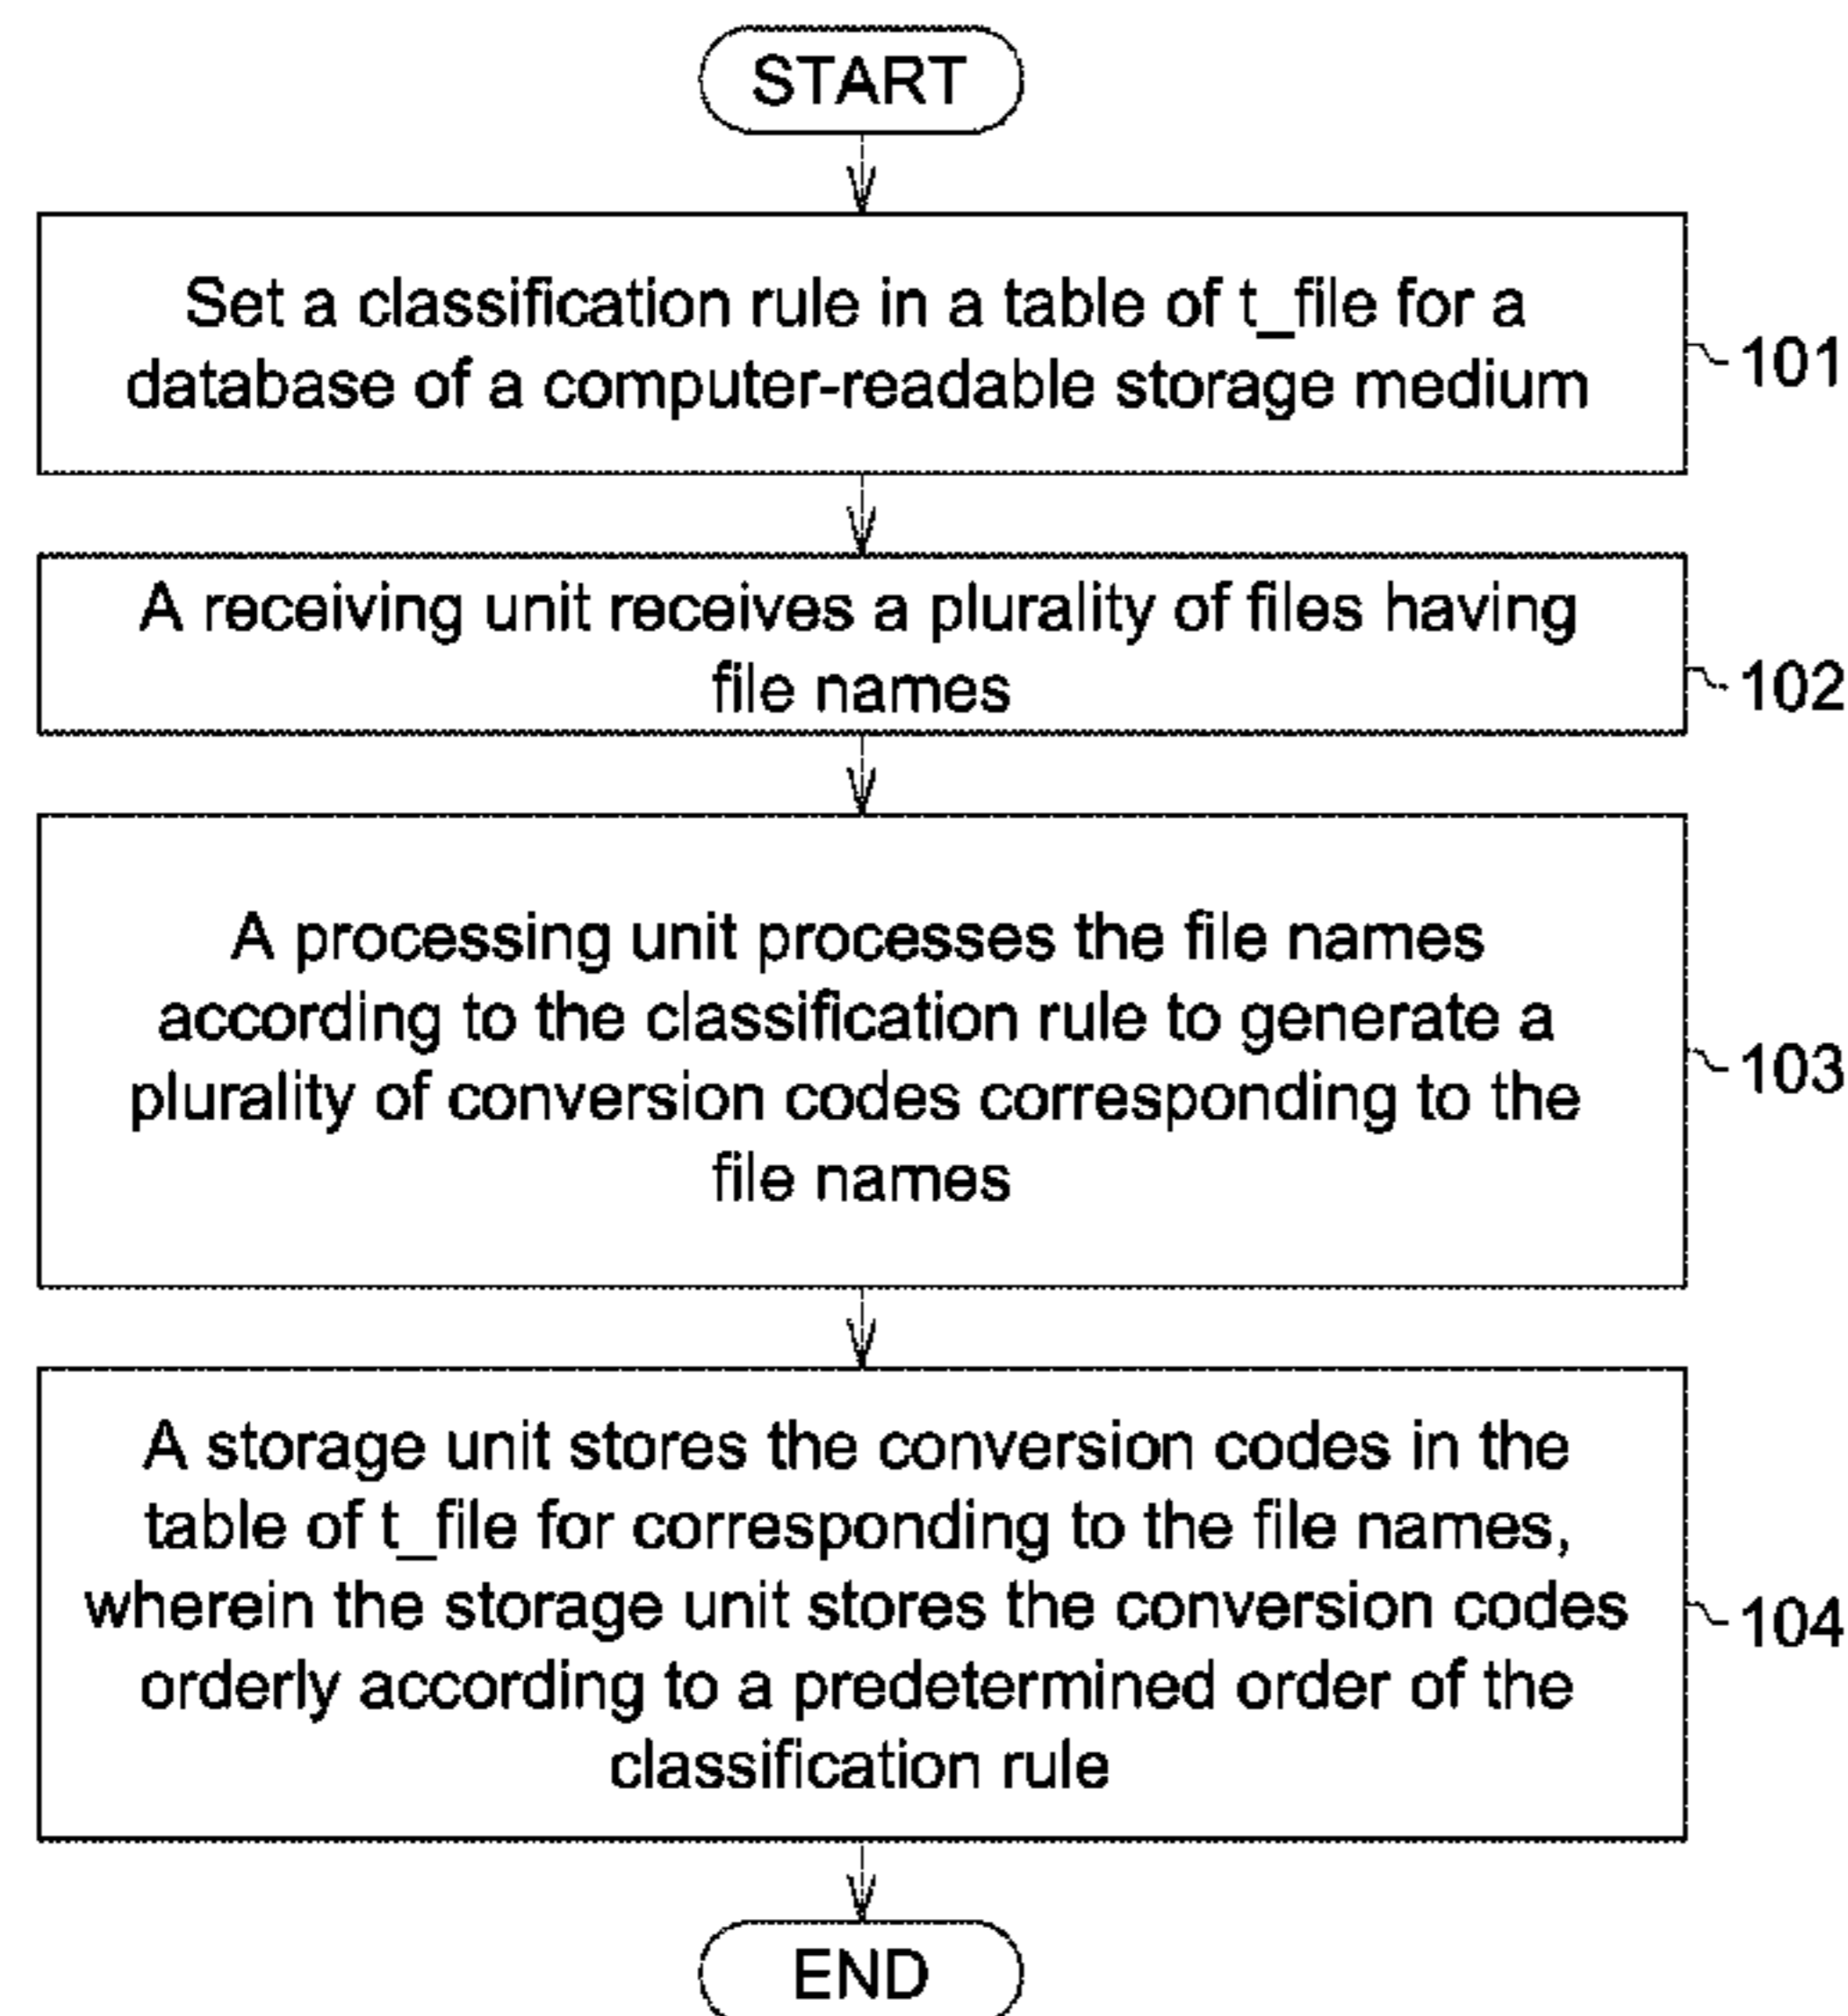 START
Set a classification rule in a table of t_file for a
database of a computer-readable storage medium
101
A receiving unit receives a plurality of files having
file names
102
A processing unit processes the file names
according to the classification rule to generate a
plurality of conversion codes corresponding to the
file names
103
A storage unit stores the conversion codes in the
table of t_file for corresponding to the file names,
wherein the storage unit stores the conversion codes
orderly according to a predetermined order of the
classification rule
104
END